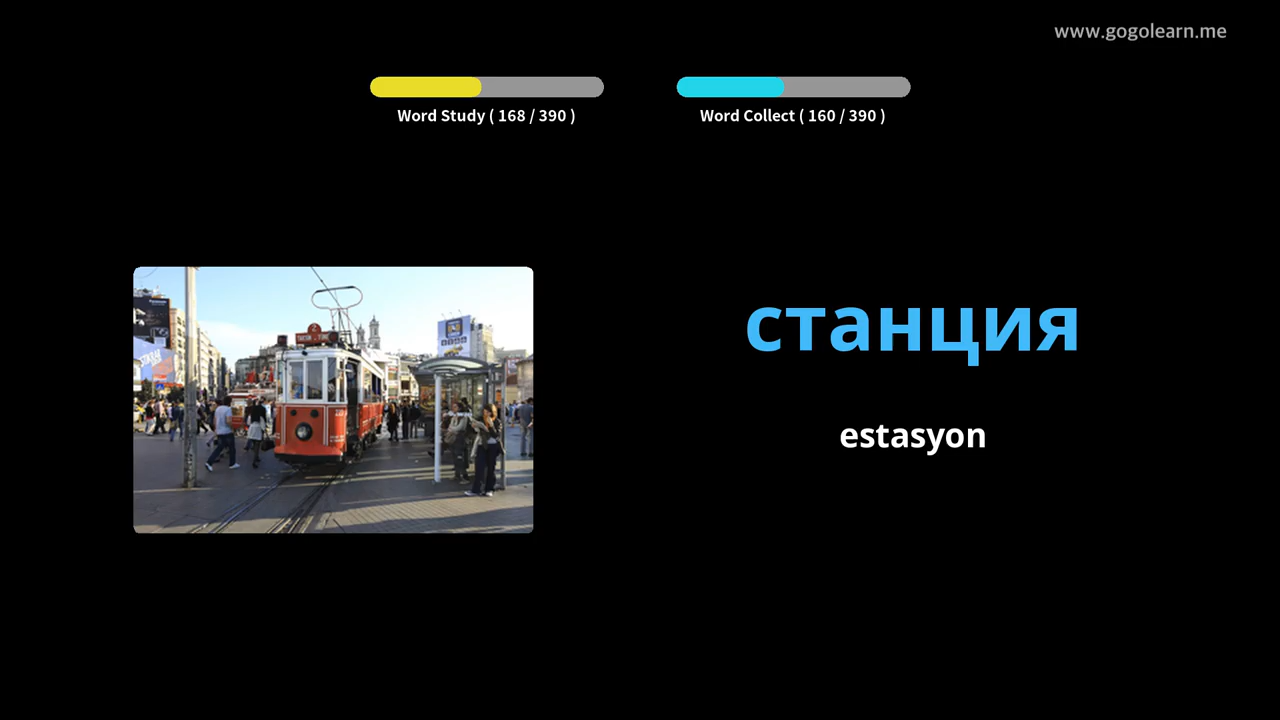 www.gogolearn.me
Word Study ( 168 / 390 )
Word Collect ( 160 / 390 )
станция
estasyon